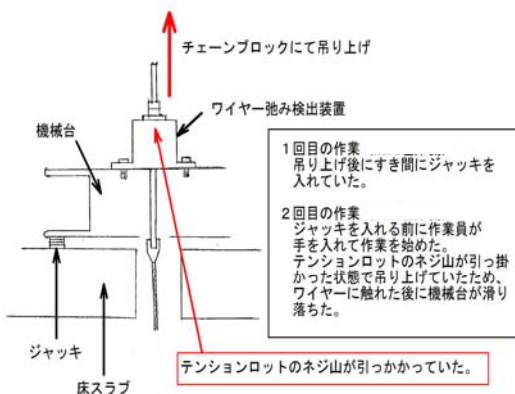 チェーンブロックにて吊り上げ
ワイヤー弛み検出装置
機械台
1回目の作業
吊り上げ後にすき間にジャッキを
入れていた。
2回目の作業
ジャッキを入れる前に作業員が
手を入れて作業を始めた。
テンションロットのネジ山が引っ掛
かった状態で吊り上げていたため、
ワイヤーに触れた後に機械台が滑り
落ちた。
ジャッキ
床スラブ
テンションロットのネジ山が引っかかっていた。